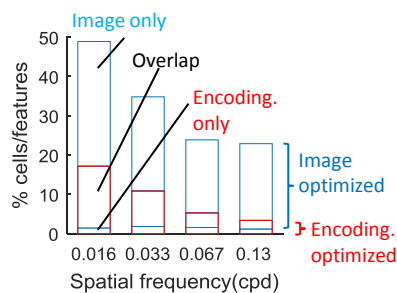 Image only
50
Overlap
40
Encoding.
only
30
% cells/features
20
Image
optimized
10
Encoding.
optimized
0
0.016 0.033 0.067 0.13
Spatial frequency(cpd)